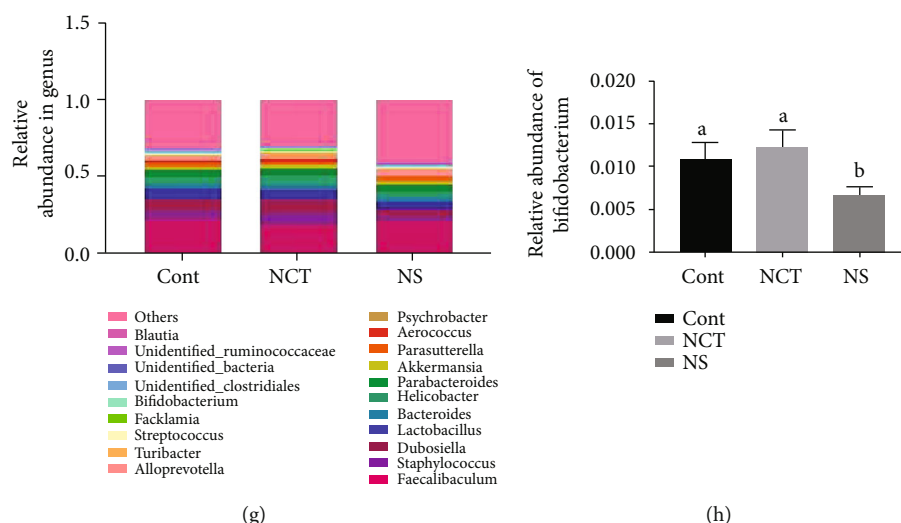 1.5
1.0
0.5
0.0
Relative
abundance in genus
Cont NCT NS
Others
Blautia
Unidentified_ruminococcaceae
Unidentified_bacteria
Unidentified_clostridiales
Bifidobacterium
Facklamia
Streptococcus
Turibacter
Alloprevotella
Psychrobacter
Aerococcus
Parasutterella
Akkermansia
Parabacteroides
Helicobacter
Bacteroides
Lactobacillus
Dubosiella
Staphylococcus
Faecalibaculum
(g)
0.020
0.015
0.010
0.005
0.000
Relative abundance of
bifidobacterium
a a b
Cont NCT NS
Cont
NCT
NS
(h)